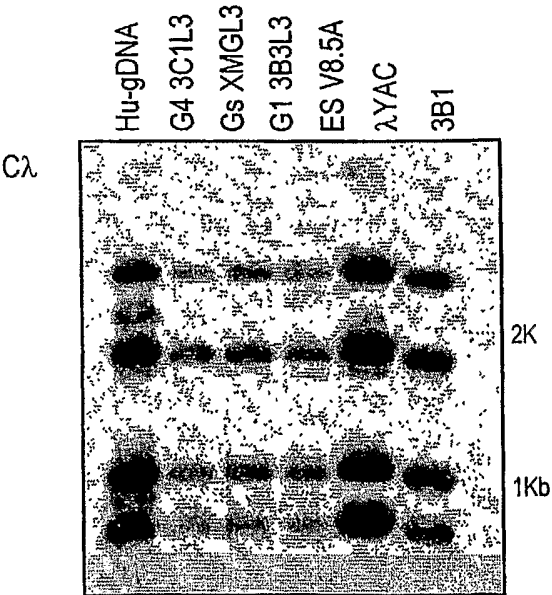 Hu-gDNA
G4 3C1L3
Gs XMGL3
G1 3B3L3
ES V8.5A
λYAC
3B1
Cλ
2K
1Kb